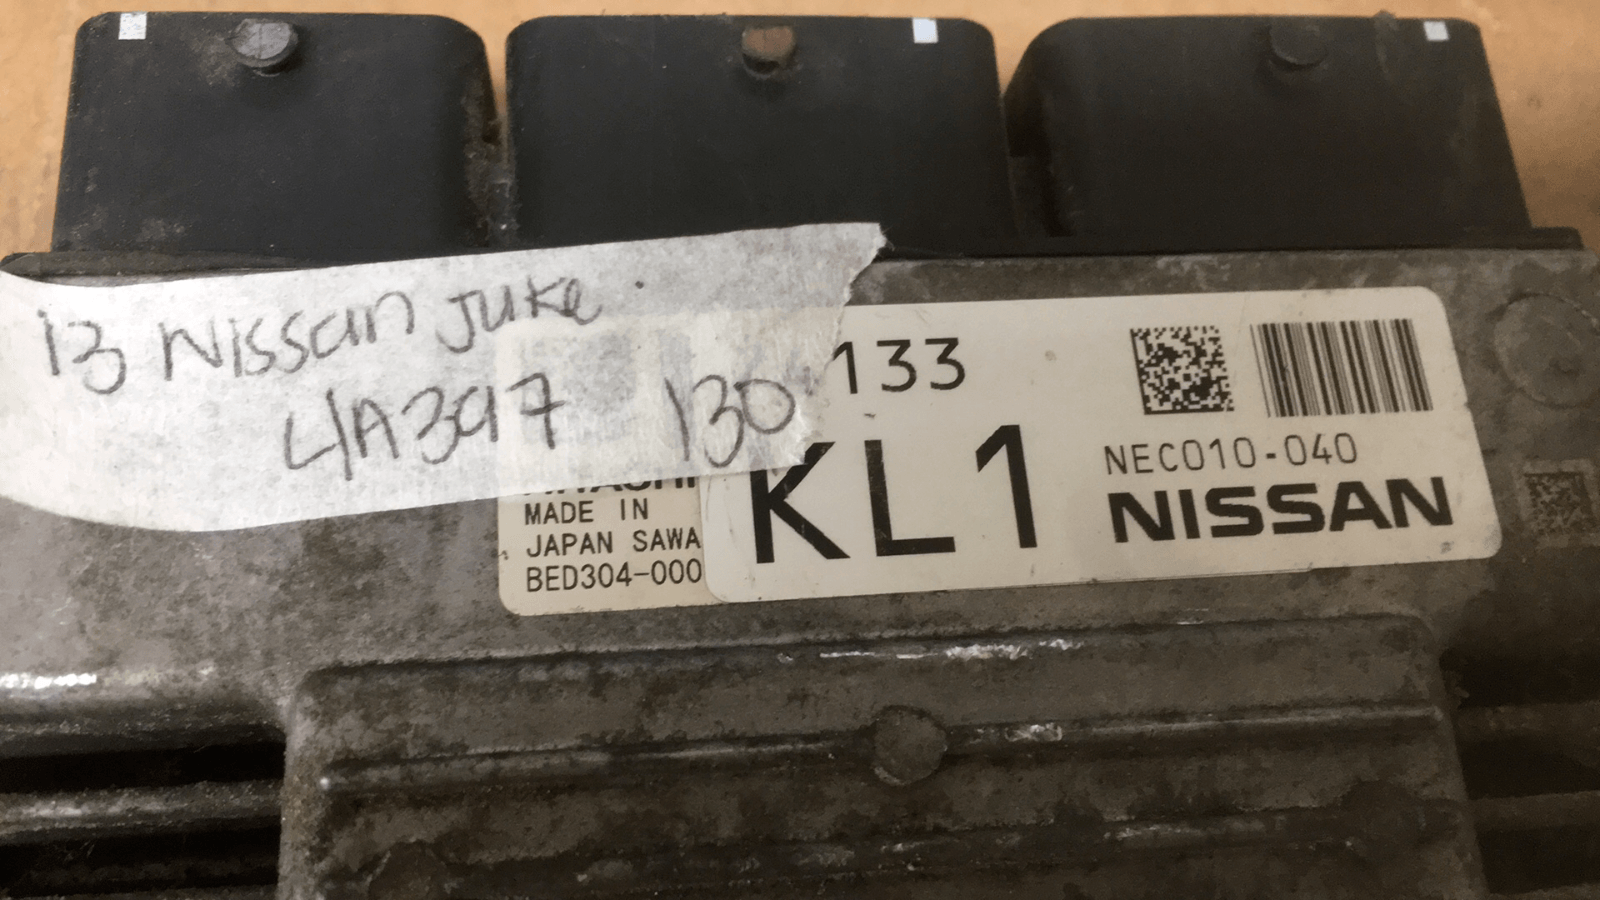 13 Nissan Juke
4A397 130
133
KL1
NEC010-040
NISSAN
MADE IN
JAPAN SAWA
BED304-000